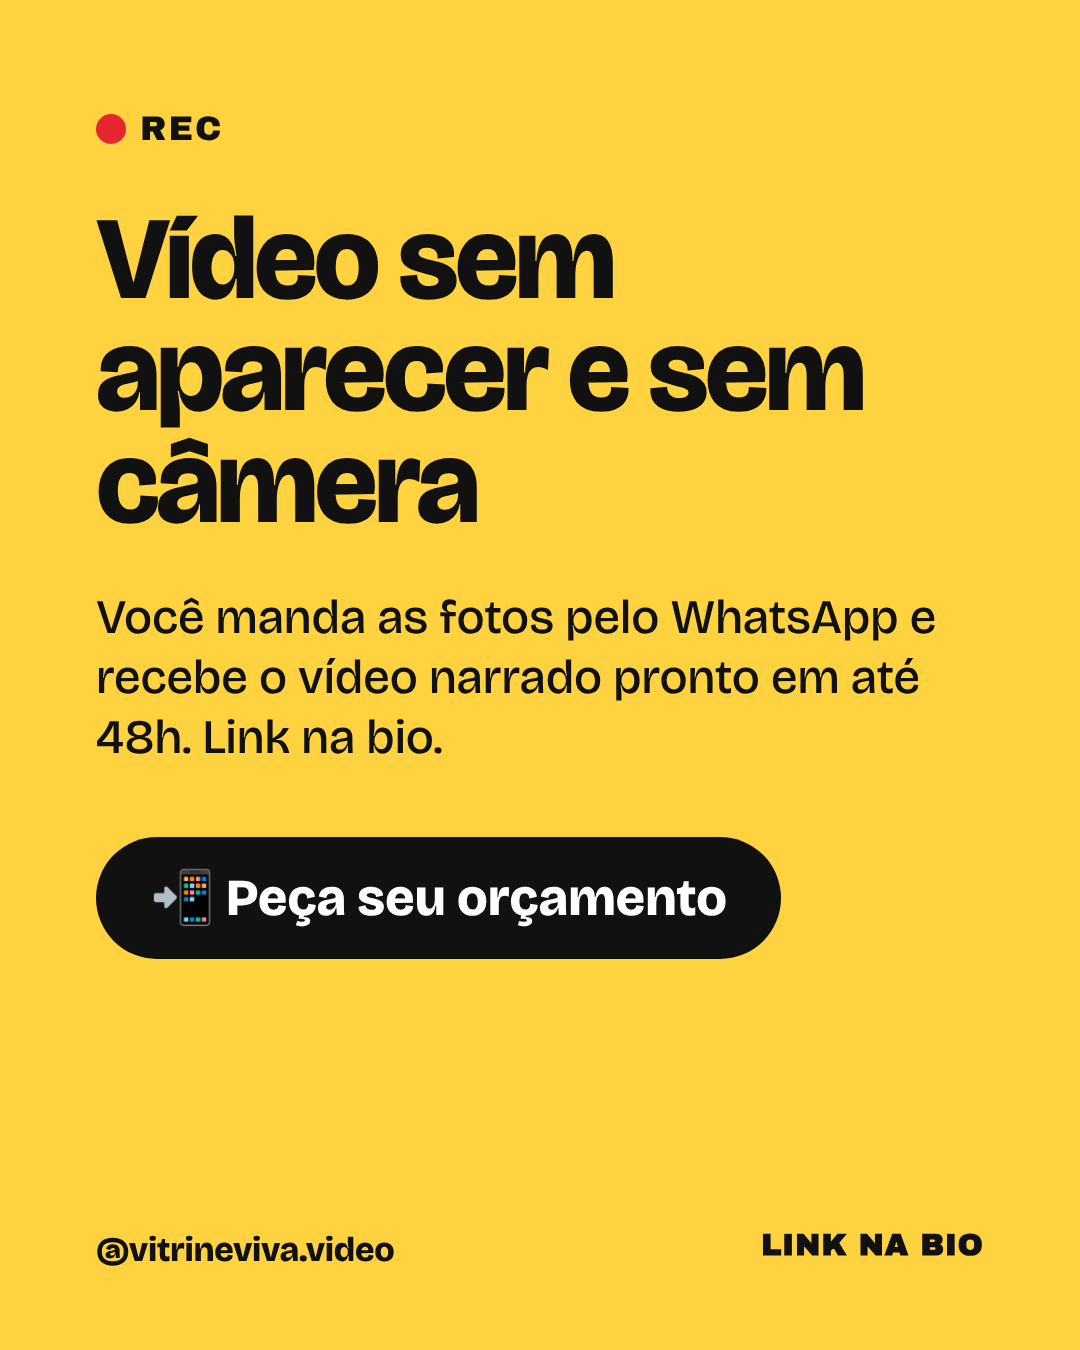 REC
Vídeo sem
aparecer e sem
câmera
Você manda as fotos pelo WhatsApp e
recebe o vídeo narrado pronto em até
48h. Link na bio.
📲 Peça seu orçamento
@vitrineviva.video
LINK NA BIO